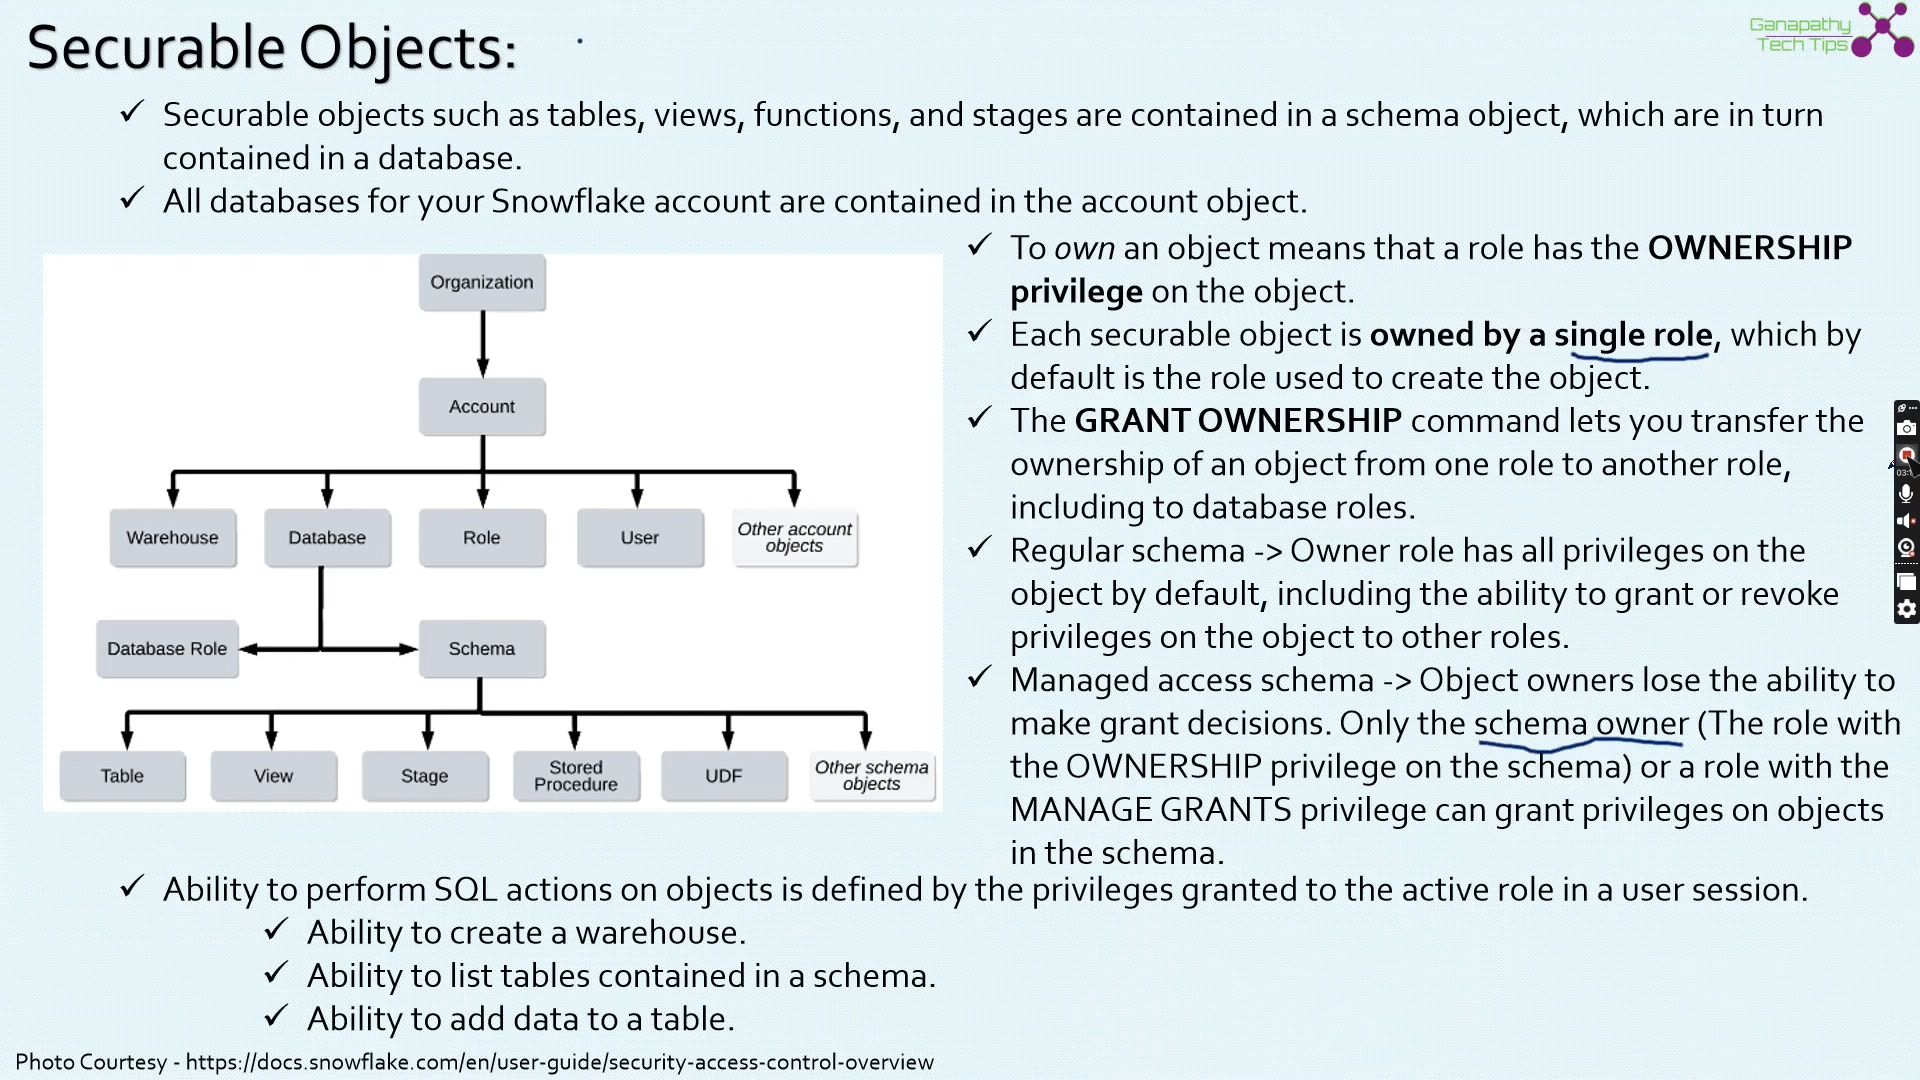 Securable Objects:
Ganapathy
Tech Tips
✓ Securable objects such as tables, views, functions, and stages are contained in a schema object, which are in turn
contained in a database.
✓ All databases for your Snowflake account are contained in the account object.
Organization
Account
Warehouse
Database
Role
User
Other account
objects
Database Role
Schema
Table
View
Stage
Stored
Procedure
UDF
Other schema
objects
✓ To own an object means that a role has the OWNERSHIP
privilege on the object.
✓ Each securable object is owned by a single role, which by
default is the role used to create the object.
✓ The GRANT OWNERSHIP command lets you transfer the
ownership of an object from one role to another role,
including to database roles.
✓ Regular schema -> Owner role has all privileges on the
object by default, including the ability to grant or revoke
privileges on the object to other roles.
✓ Managed access schema -> Object owners lose the ability to
make grant decisions. Only the schema owner (The role with
the OWNERSHIP privilege on the schema) or a role with the
MANAGE GRANTS privilege can grant privileges on objects
in the schema.
✓ Ability to perform SQL actions on objects is defined by the privileges granted to the active role in a user session.
✓ Ability to create a warehouse.
✓ Ability to list tables contained in a schema.
✓ Ability to add data to a table.
Photo Courtesy - https://docs.snowflake.com/en/user-guide/security-access-control-overview